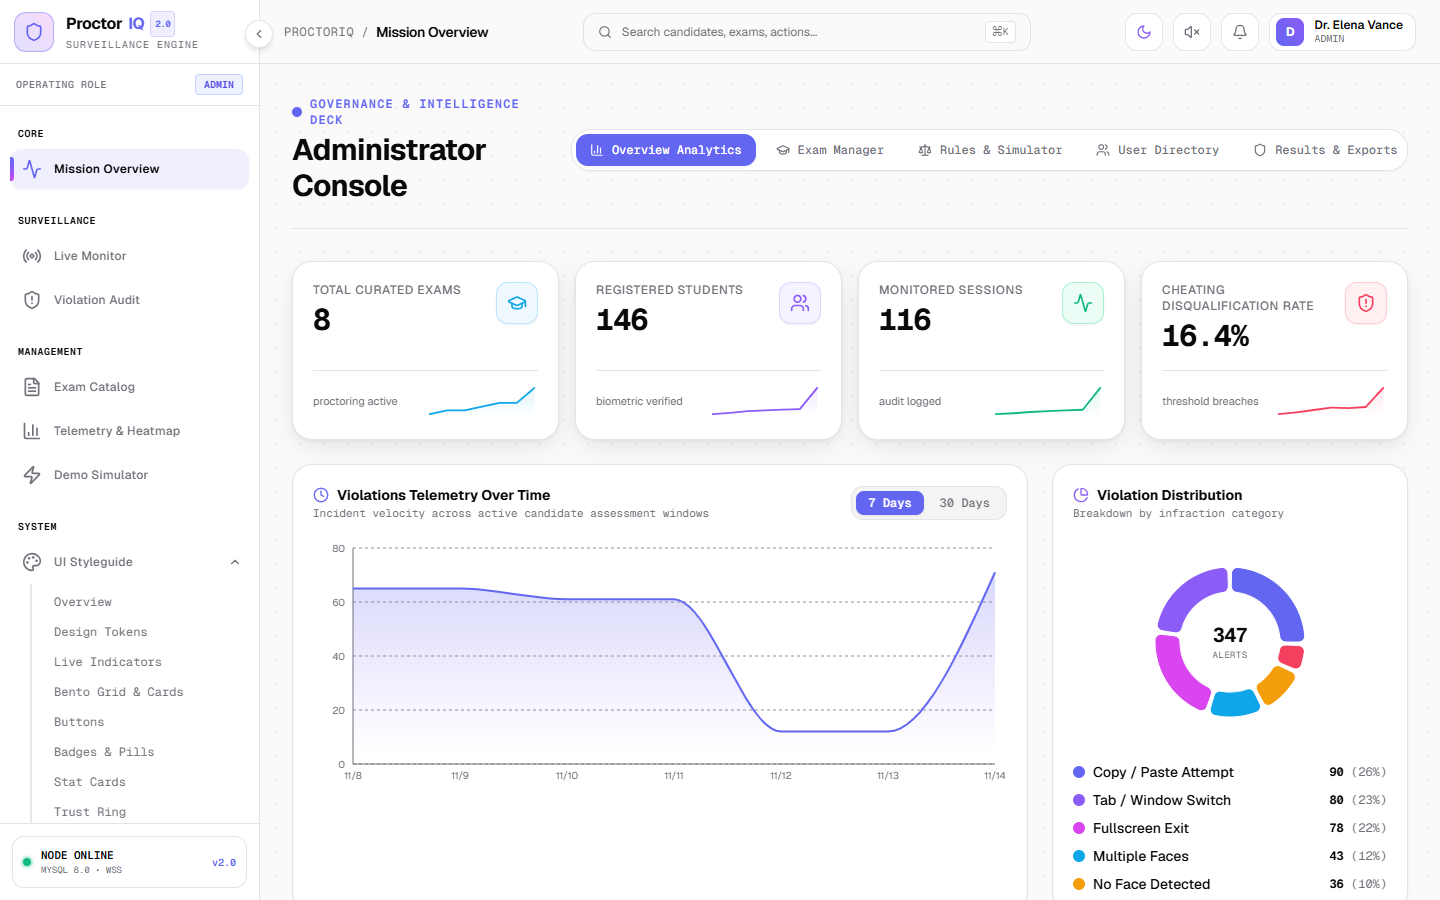 Proctor IQ 2.0
SURVEILLANCE ENGINE
OPERATING ROLE ADMIN
CORE
Mission Overview
SURVEILLANCE
Live Monitor
Violation Audit
MANAGEMENT
Exam Catalog
Telemetry & Heatmap
Demo Simulator
SYSTEM
UI Styleguide
Overview
Design Tokens
Live Indicators
Bento Grid & Cards
Buttons
Badges & Pills
Stat Cards
Trust Ring
NODE ONLINE
MYSQL 8.0 • WSS
v2.0
PROCTORIQ / Mission Overview
Search candidates, exams, actions...
⌘K
D
Dr. Elena Vance
ADMIN
GOVERNANCE & INTELLIGENCE
DECK
Administrator
Console
Overview Analytics
Exam Manager
Rules & Simulator
User Directory
Results & Exports
TOTAL CURATED EXAMS
8
proctoring active
REGISTERED STUDENTS
146
biometric verified
MONITORED SESSIONS
116
audit logged
CHEATING
DISQUALIFICATION RATE
16.4%
threshold breaches
Violations Telemetry Over Time
Incident velocity across active candidate assessment windows
7 Days
30 Days
80
60
40
20
0
11/8
11/9
11/10
11/11
11/12
11/13
11/14
Violation Distribution
Breakdown by infraction category
347
ALERTS
Copy / Paste Attempt 90 (26%)
Tab / Window Switch 80 (23%)
Fullscreen Exit 78 (22%)
Multiple Faces 43 (12%)
No Face Detected 36 (10%)